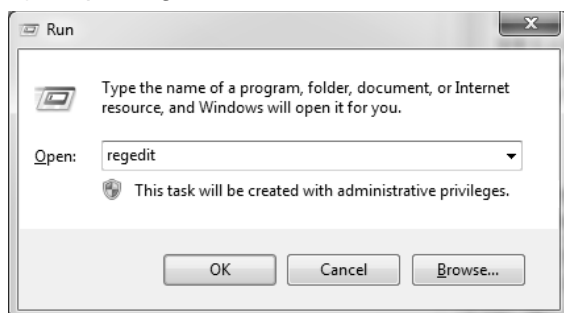 Run
Type the name of a program, folder, document, or Internet
resource, and Windows will open it for you.
Open: regedit
This task will be created with administrative privileges.
OK Cancel Browse...